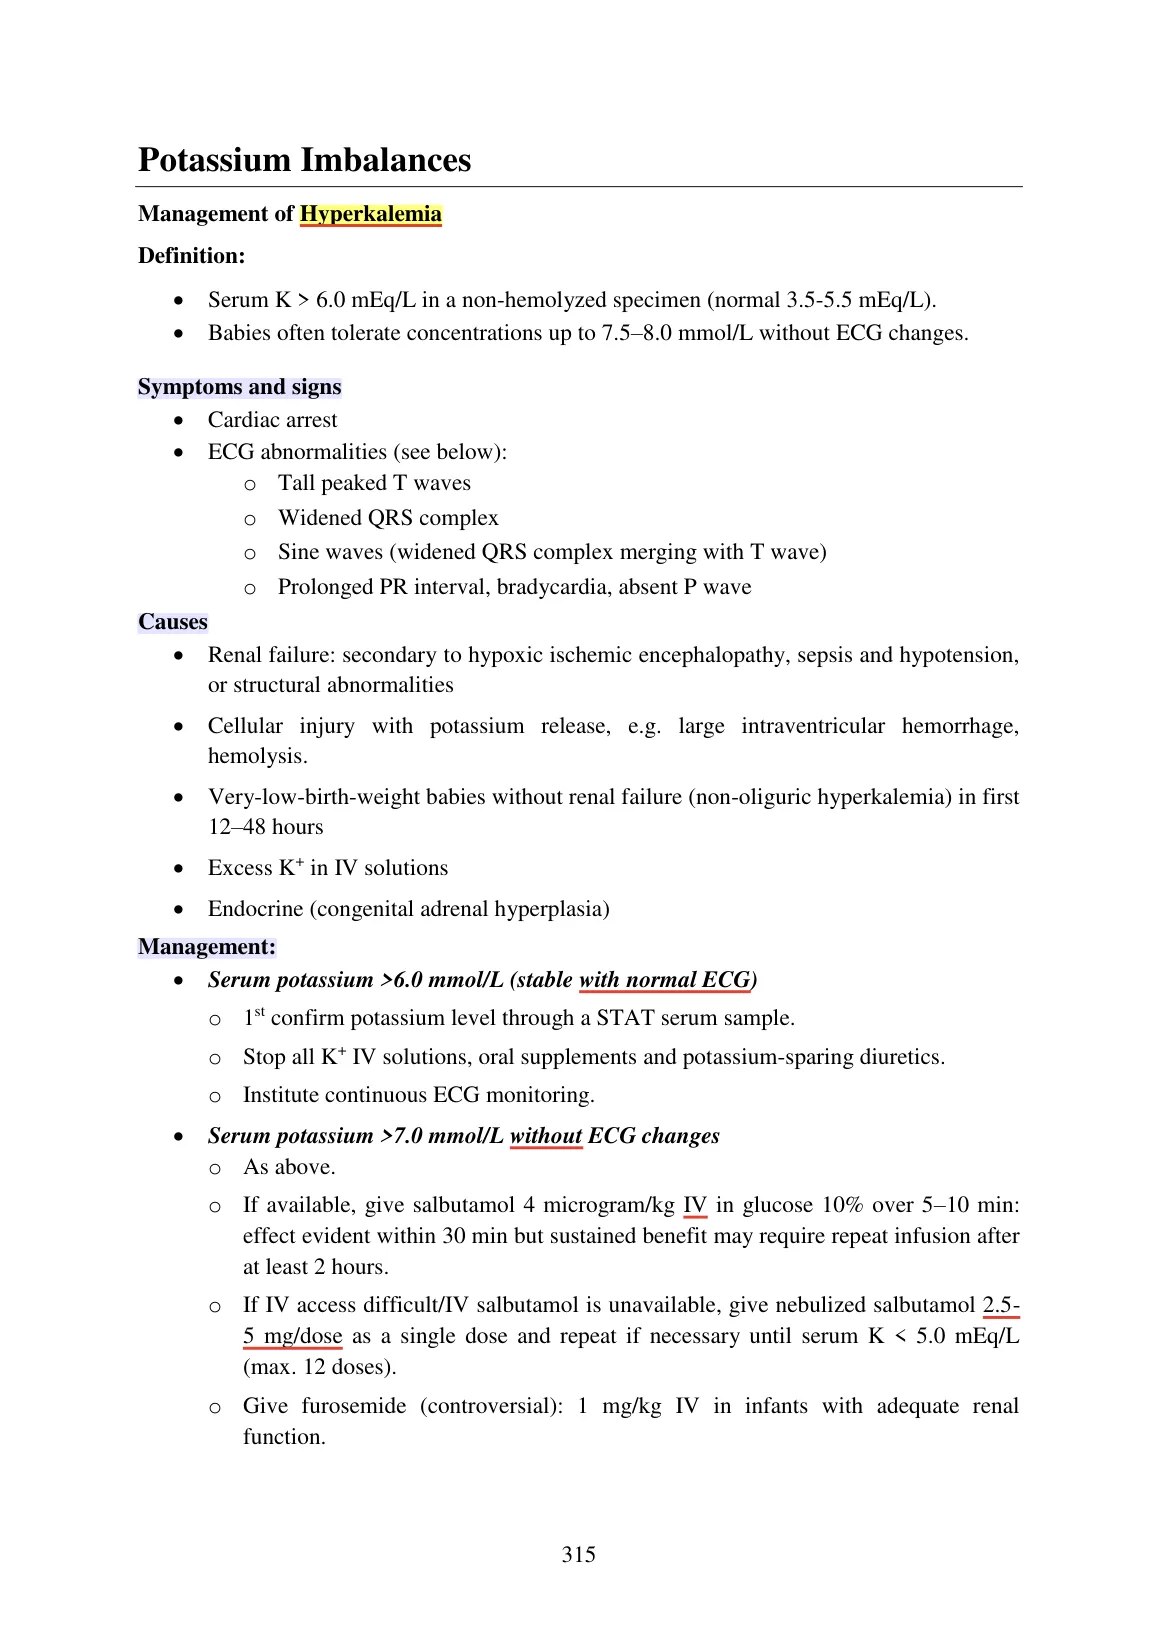 Potassium Imbalances
Management of Hyperkalemia
Definition:
• Serum K > 6.0 mEq/L in a non-hemolyzed specimen (normal 3.5-5.5 mEq/L).
• Babies often tolerate concentrations up to 7.5–8.0 mmol/L without ECG changes.
Symptoms and signs
• Cardiac arrest
• ECG abnormalities (see below):
o Tall peaked T waves
o Widened QRS complex
o Sine waves (widened QRS complex merging with T wave)
o Prolonged PR interval, bradycardia, absent P wave
Causes
• Renal failure: secondary to hypoxic ischemic encephalopathy, sepsis and hypotension,
or structural abnormalities
• Cellular injury with potassium release, e.g. large intraventricular hemorrhage,
hemolysis.
• Very-low-birth-weight babies without renal failure (non-oliguric hyperkalemia) in first
12–48 hours
• Excess K⁺ in IV solutions
• Endocrine (congenital adrenal hyperplasia)
Management:
• Serum potassium >6.0 mmol/L (stable with normal ECG)
o 1st confirm potassium level through a STAT serum sample.
o Stop all K⁺ IV solutions, oral supplements and potassium-sparing diuretics.
o Institute continuous ECG monitoring.
• Serum potassium >7.0 mmol/L without ECG changes
o As above.
o If available, give salbutamol 4 microgram/kg IV in glucose 10% over 5–10 min:
effect evident within 30 min but sustained benefit may require repeat infusion after
at least 2 hours.
o If IV access difficult/IV salbutamol is unavailable, give nebulized salbutamol 2.5-
5 mg/dose as a single dose and repeat if necessary until serum K < 5.0 mEq/L
(max. 12 doses).
o Give furosemide (controversial): 1 mg/kg IV in infants with adequate renal
function.
315